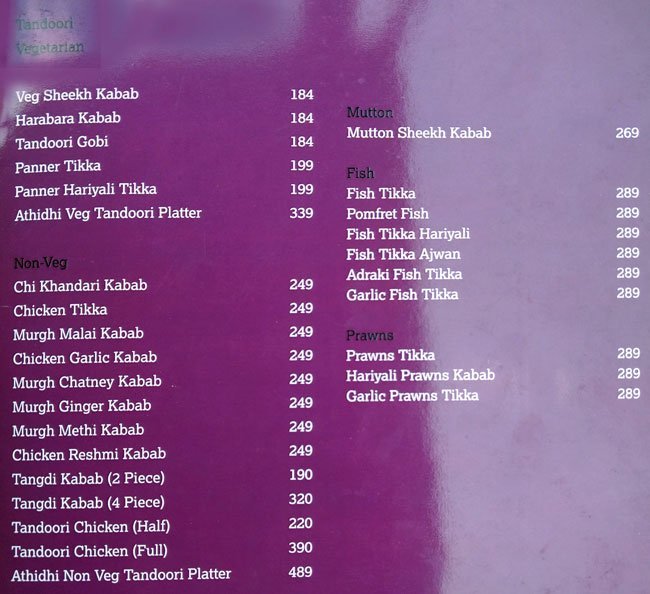 Tandoori -
Vegetarian
Veg Sheekh Kabab 184
Harabara Kabab 184
Tandoori Gobi 184
Panner Tikka 199
Panner Hariyali Tikka 199
Athidhi Veg Tandoori Platter 339
Non-Veg
Chi Khandari Kabab 249
Chicken Tikka 249
Murgh Malai Kabab 249
Chicken Garlic Kabab 249
Murgh Chatney Kabab 249
Murgh Ginger Kabab 249
Murgh Methi Kabab 249
Chicken Reshmi Kabab 249
Tangdi Kabab (2 Piece) 190
Tangdi Kabab (4 Piece) 320
Tandoori Chicken (Half) 220
Tandoori Chicken (Full) 390
Athidhi Non Veg Tandoori Platter 489
Mutton
Mutton Sheekh Kabab 269
Fish
Fish Tikka 289
Pomfret Fish 289
Fish Tikka Hariyali 289
Fish Tikka Ajwan 289
Adraki Fish Tikka 289
Garlic Fish Tikka 289
Prawns
Prawns Tikka 289
Hariyali Prawns Kabab 289
Garlic Prawns Tikka 289